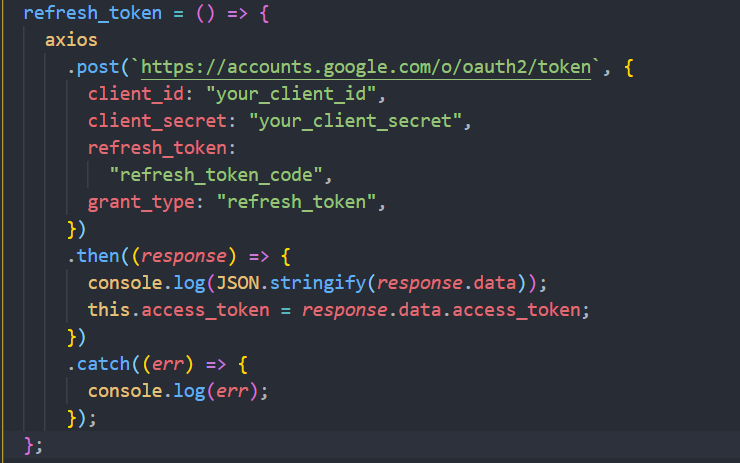 refresh_token = () => {
  axios
    .post(`https://accounts.google.com/o/oauth2/token`, {
      client_id: "your_client_id",
      client_secret: "your_client_secret",
      refresh_token:
        "refresh_token_code",
      grant_type: "refresh_token",
    })
    .then((response) => {
      console.log(JSON.stringify(response.data));
      this.access_token = response.data.access_token;
    })
    .catch((err) => {
      console.log(err);
    });
};